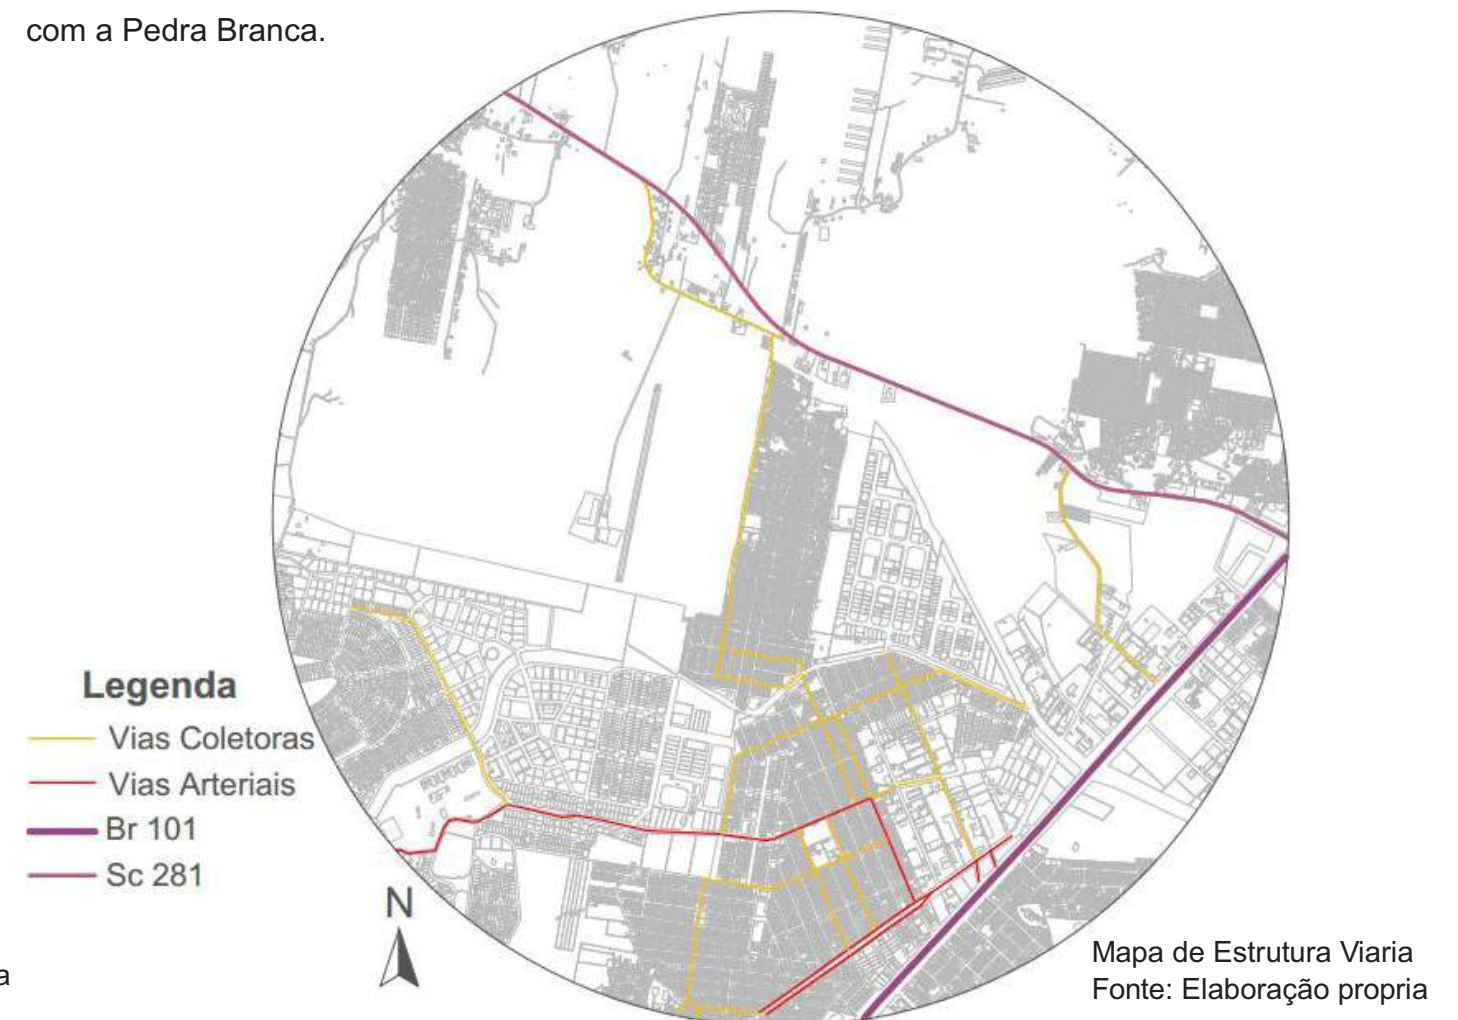 com a Pedra Branca.
Legenda
Vias Coletoras
Vias Arteriais
Br 101
Sc 281
N
a
Mapa de Estrutura Viaria
Fonte: Elaboração propria